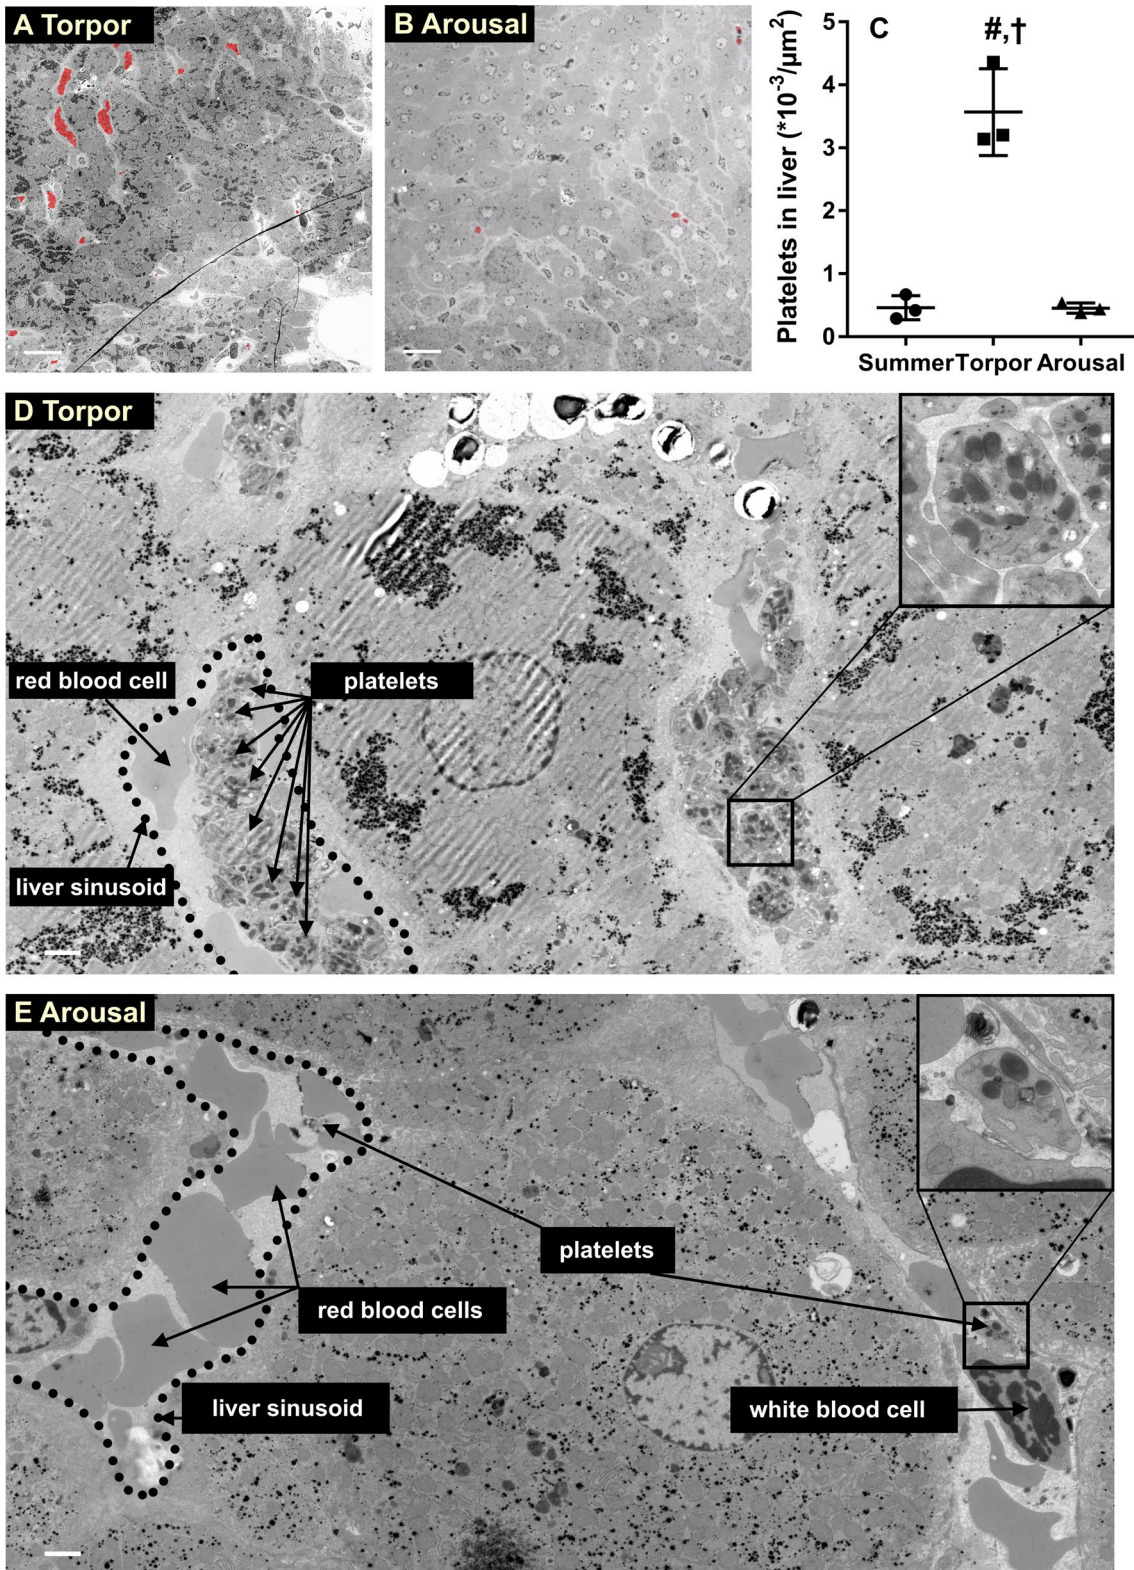 A Torpor
B Arousal
C
#,†
Platelets in liver (*10⁻³/µm²)
5
4
3
2
1
0
Summer Torpor Arousal
D Torpor
red blood cell
platelets
liver sinusoid
E Arousal
platelets
red blood cells
liver sinusoid
white blood cell